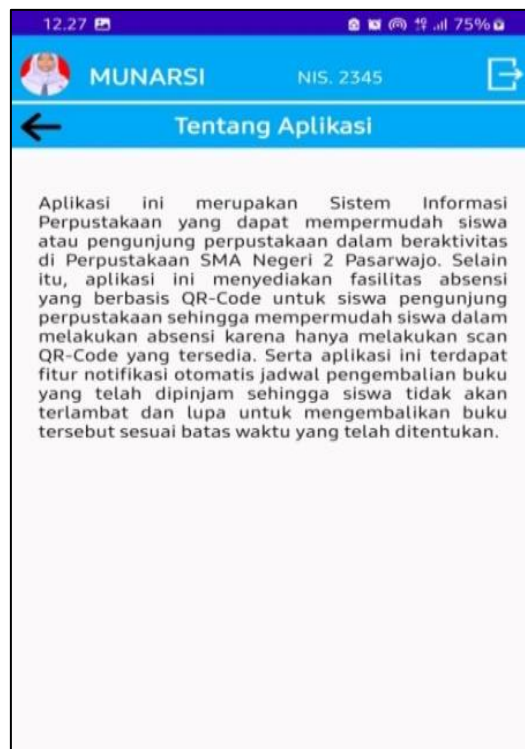 12.27 75%
MUNARSI NIS. 2345
Tentang Aplikasi
Aplikasi ini merupakan Sistem Informasi
Perpustakaan yang dapat mempermudah siswa
atau pengunjung perpustakaan dalam beraktivitas
di Perpustakaan SMA Negeri 2 Pasarwajo. Selain
itu, aplikasi ini menyediakan fasilitas absensi
yang berbasis QR-Code untuk siswa pengunjung
perpustakaan sehingga mempermudah siswa dalam
melakukan absensi karena hanya melakukan scan
QR-Code yang tersedia. Serta aplikasi ini terdapat
fitur notifikasi otomatis jadwal pengembalian buku
yang telah dipinjam sehingga siswa tidak akan
terlambat dan lupa untuk mengembalikan buku
tersebut sesuai batas waktu yang telah ditentukan.